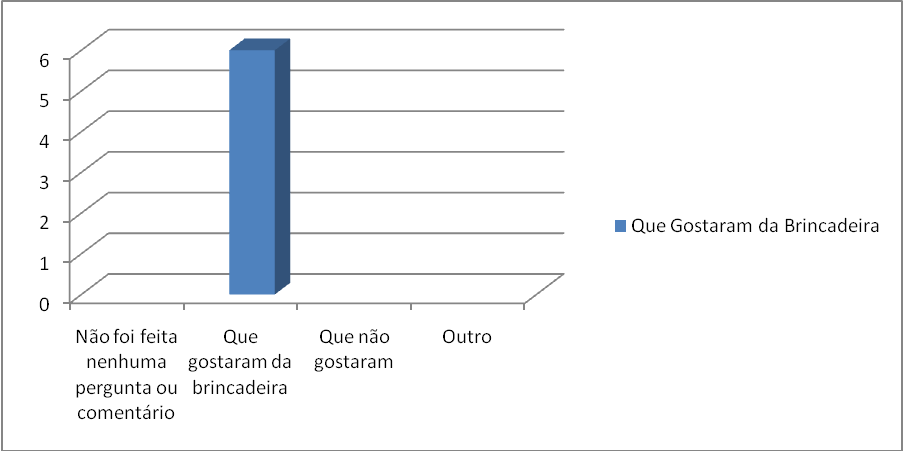 6
5
4
3
2
1
0
Não foi feita
nenhuma
pergunta ou
comentário
Que
gostaram da
brincadeira
Que não
gostaram
Outro
Que Gostaram da Brincadeira